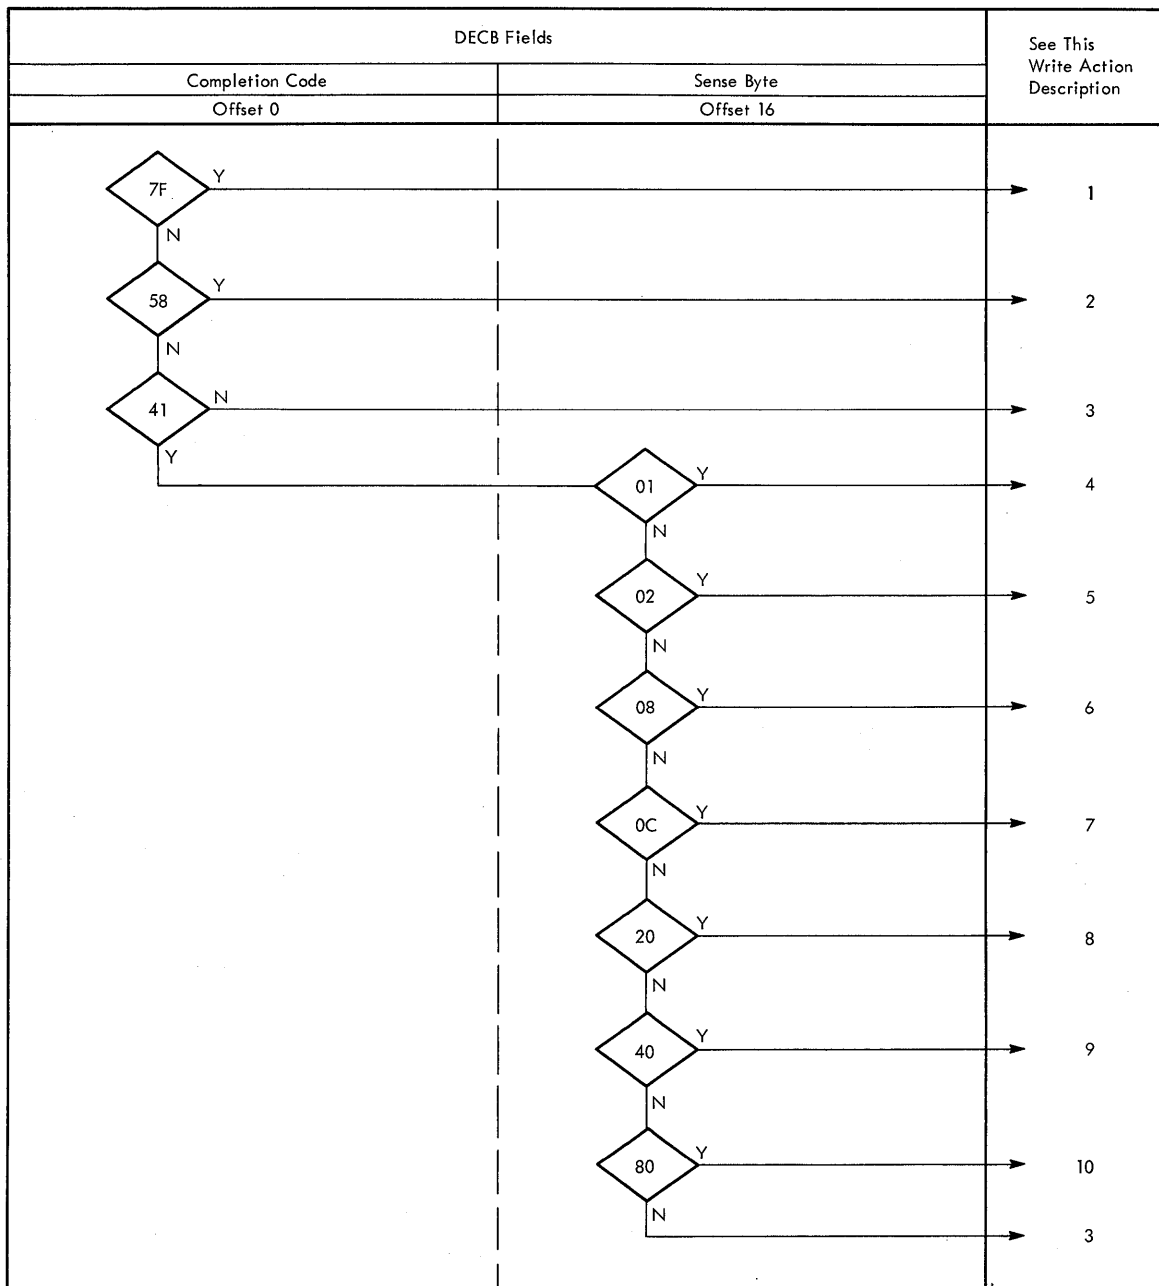 DECB Fields
See This
Write Action
Description
Completion Code
Sense Byte
Offset 0
Offset 16
7F
Y
1
N
58
Y
2
N
41
N
3
Y
01
Y
4
N
02
Y
5
N
08
Y
6
N
0C
Y
7
N
20
Y
8
N
40
Y
9
N
80
Y
10
N
3